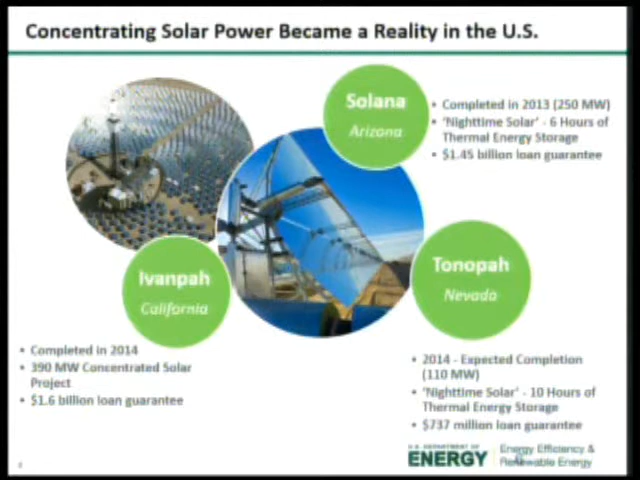 Concentrating Solar Power Became a Reality in the U.S.
Solana
Arizona
• Completed in 2013 (250 MW)
• 'Nighttime Solar' - 6 Hours of
Thermal Energy Storage
• $1.45 billion loan guarantee
Ivanpah
California
• Completed in 2014
• 390 MW Concentrated Solar
Project
• $1.6 billion loan guarantee
Tonopah
Nevada
• 2014 - Expected Completion
(110 MW)
• 'Nighttime Solar' - 10 Hours of
Thermal Energy Storage
• $737 million loan guarantee
U.S. DEPARTMENT OF
ENERGY
Energy Efficiency &
Renewable Energy